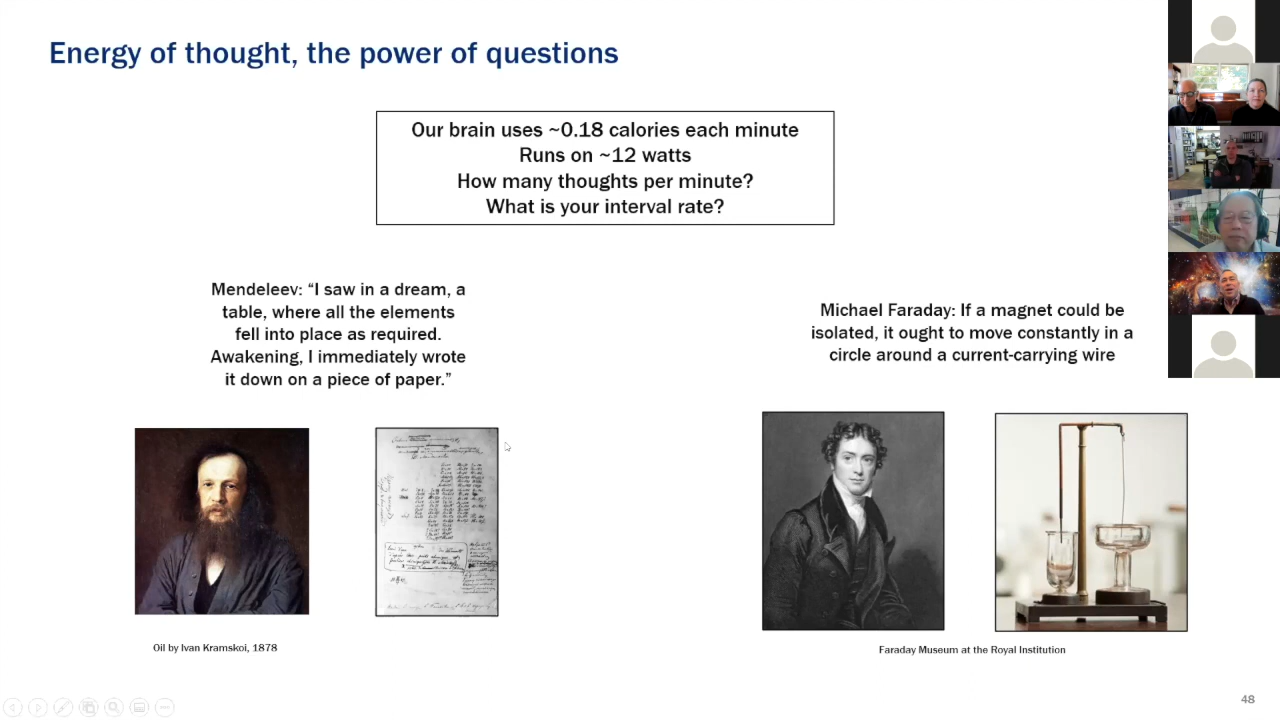 Energy of thought, the power of questions
Our brain uses ~0.18 calories each minute
Runs on ~12 watts
How many thoughts per minute?
What is your interval rate?
Mendeleev: “I saw in a dream, a
table, where all the elements
fell into place as required.
Awakening, I immediately wrote
it down on a piece of paper.”
Michael Faraday: If a magnet could be
isolated, it ought to move constantly in a
circle around a current-carrying wire
Oil by Ivan Kramskoi, 1878
Faraday Museum at the Royal Institution
48